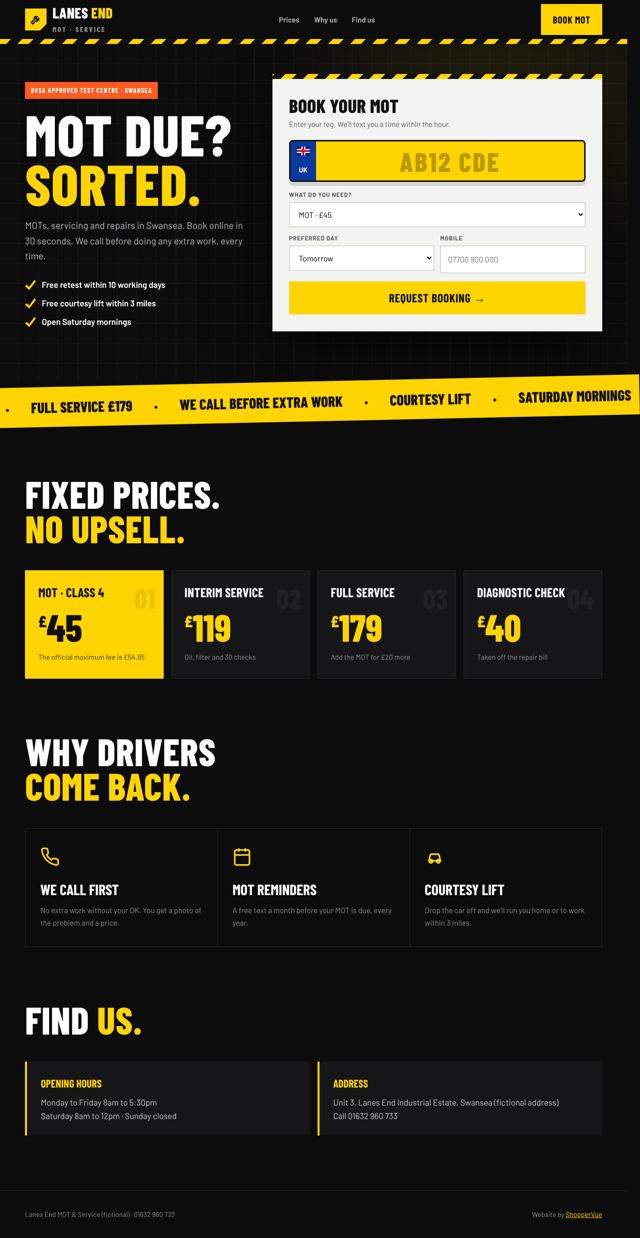 LANES END
MOT · SERVICE
Prices
Why us
Find us
BOOK MOT
DVSA APPROVED TEST CENTRE · SWANSEA
MOT DUE?
SORTED.
MOTs, servicing and repairs in Swansea. Book online in
30 seconds. We call before doing any extra work, every
time.
Free retest within 10 working days
Free courtesy lift within 3 miles
Open Saturday mornings
BOOK YOUR MOT
Enter your reg. We'll text you a time within the hour.
UK
AB12 CDE
WHAT DO YOU NEED?
MOT · £45
PREFERRED DAY
MOBILE
Tomorrow
07700 900 000
REQUEST BOOKING →
• FULL SERVICE £179 • WE CALL BEFORE EXTRA WORK • COURTESY LIFT • SATURDAY MORNINGS
FIXED PRICES.
NO UPSELL.
MOT · CLASS 4
01
£45
The official maximum fee is £54.85
INTERIM SERVICE
02
£119
Oil, filter and 30 checks
FULL SERVICE
03
£179
Add the MOT for £20 more
DIAGNOSTIC CHECK
04
£40
Taken off the repair bill
WHY DRIVERS
COME BACK.
WE CALL FIRST
No extra work without your OK. You get a photo of
the problem and a price.
MOT REMINDERS
A free text a month before your MOT is due, every
year.
COURTESY LIFT
Drop the car off and we'll run you home or to work
within 3 miles.
FIND US.
OPENING HOURS
Monday to Friday 8am to 5:30pm
Saturday 8am to 12pm · Sunday closed
ADDRESS
Unit 3, Lanes End Industrial Estate, Swansea (fictional address)
Call 01632 960 733
Lanes End MOT & Service (fictional) · 01632 960 733
Website by ShopperVue